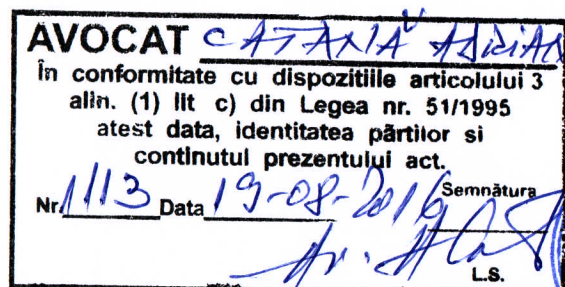 AVOCAT CATANĂ ADRIAN
În conformitate cu dispozitiile articolului 3
alin. (1) lit c) din Legea nr. 51/1995
atest data, identitatea părtilor si
continutul prezentului act.
Nr. 1113 Data 19-08-2016 Semnătura
L.S.